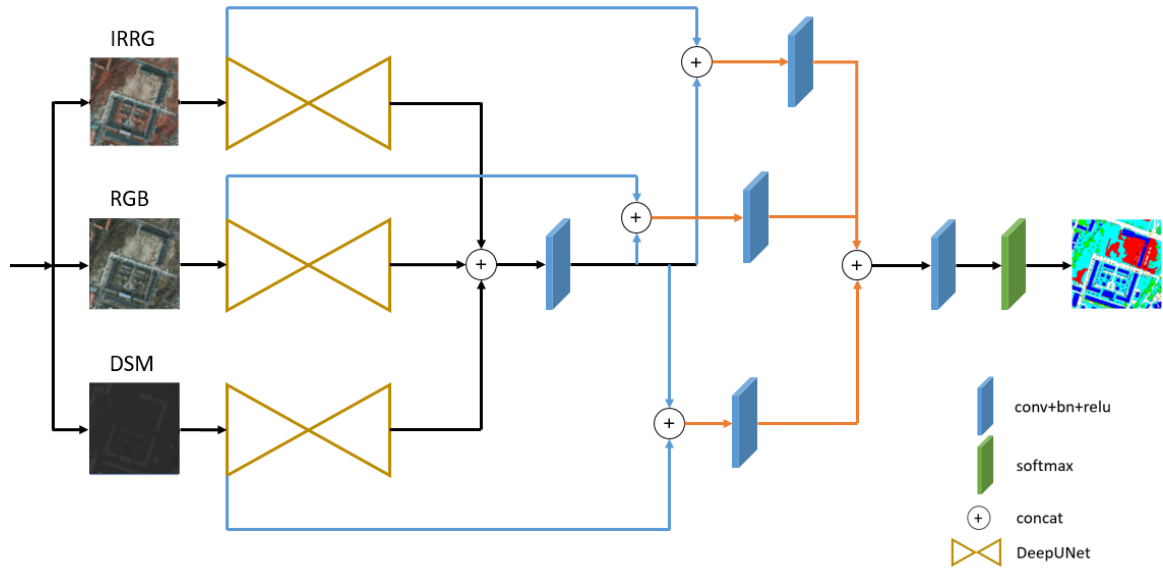 IRRG
RGB
DSM
+
+
+
+
+
conv+bn+relu
softmax
+
concat
DeepUNet